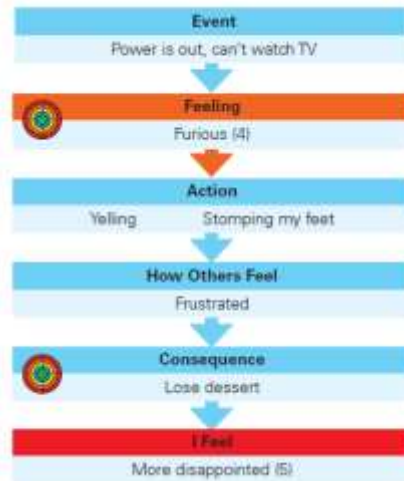 Event
Power is out, can't watch TV
Feeling
Furious (4)
Action
Yelling Stomping my feet
How Others Feel
Frustrated
Consequence
Lose dessert
I Feel
More disappointed (5)